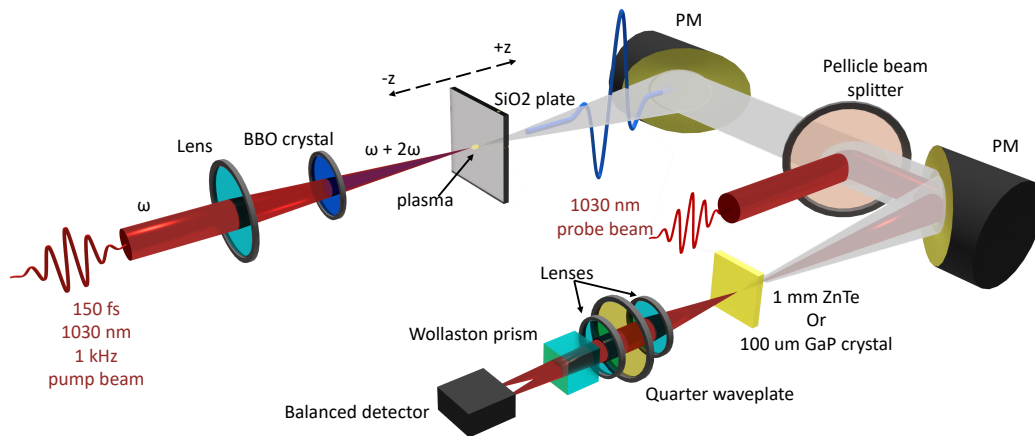 PM
+z
-z
SiO2 plate
Pellicle beam
splitter
BBO crystal
Lens
ω + 2ω
PM
plasma
ω
1030 nm
probe beam
150 fs
1030 nm
1 kHz
pump beam
Lenses
1 mm ZnTe
Or
100 um GaP crystal
Wollaston prism
Quarter waveplate
Balanced detector